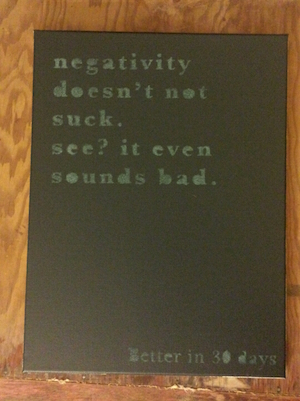 negativity
doesn't not
suck.
see? it even
sounds bad.
Better in 30 days